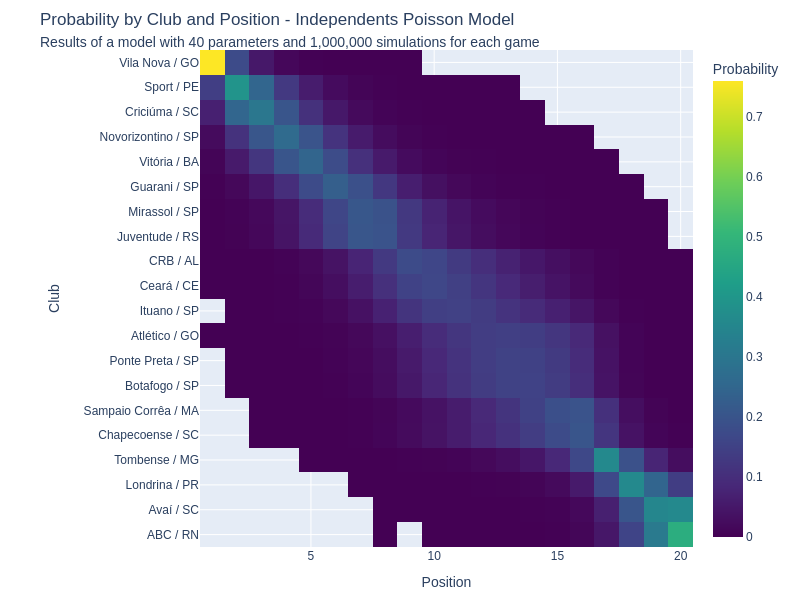 Probability by Club and Position - Independents Poisson Model
Results of a model with 40 parameters and 1,000,000 simulations for each game
Probability
Vila Nova / GO
Sport / PE
Criciúma / SC
Novorizontino / SP
Vitória / BA
Guarani / SP
Mirassol / SP
Juventude / RS
CRB / AL
Ceará / CE
Ituano / SP
Atlético / GO
Ponte Preta / SP
Botafogo / SP
Sampaio Corrêa / MA
Chapecoense / SC
Tombense / MG
Londrina / PR
Avaí / SC
ABC / RN
Club
5
10
15
20
Position
0.7
0.6
0.5
0.4
0.3
0.2
0.1
0